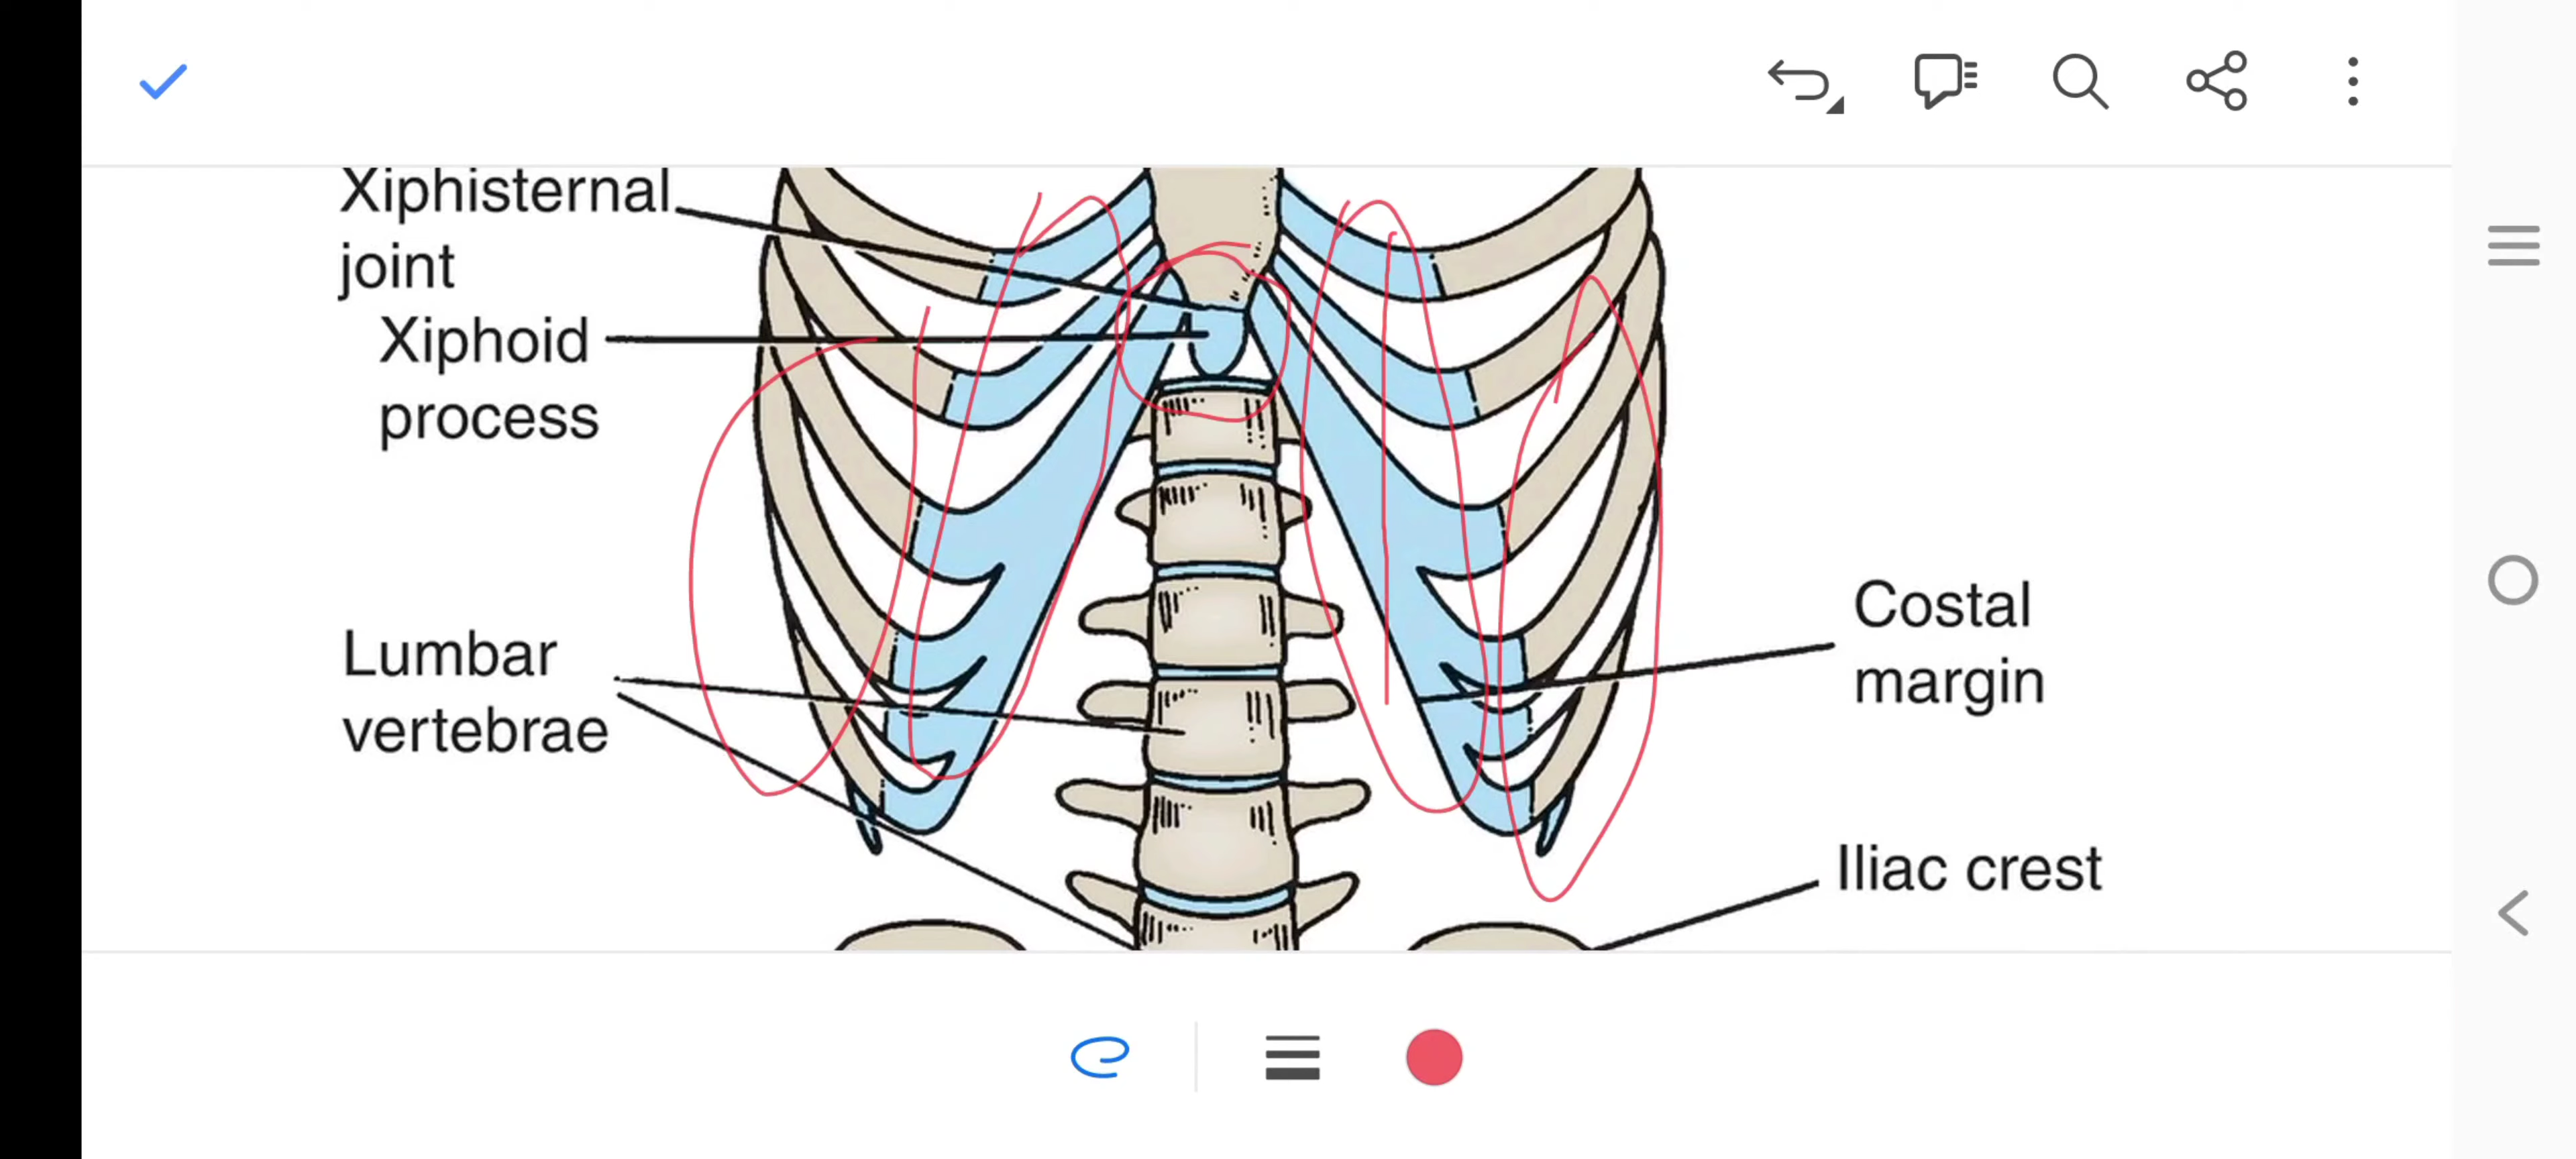 Xiphisternal
joint
Xiphoid
process
Lumbar
vertebrae
Costal
margin
Iliac crest